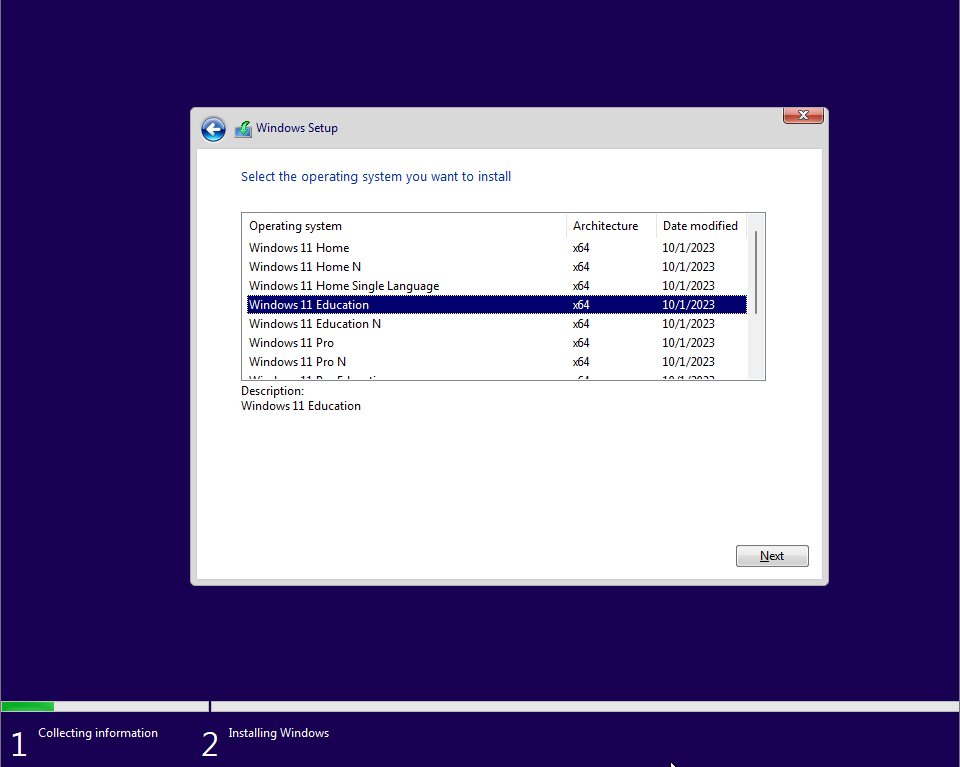 Windows Setup
Select the operating system you want to install
Operating system Architecture Date modified
Windows 11 Home x64 10/1/2023
Windows 11 Home N x64 10/1/2023
Windows 11 Home Single Language x64 10/1/2023
Windows 11 Education x64 10/1/2023
Windows 11 Education N x64 10/1/2023
Windows 11 Pro x64 10/1/2023
Windows 11 Pro N x64 10/1/2023
Description:
Windows 11 Education
Next
1 Collecting information
2 Installing Windows